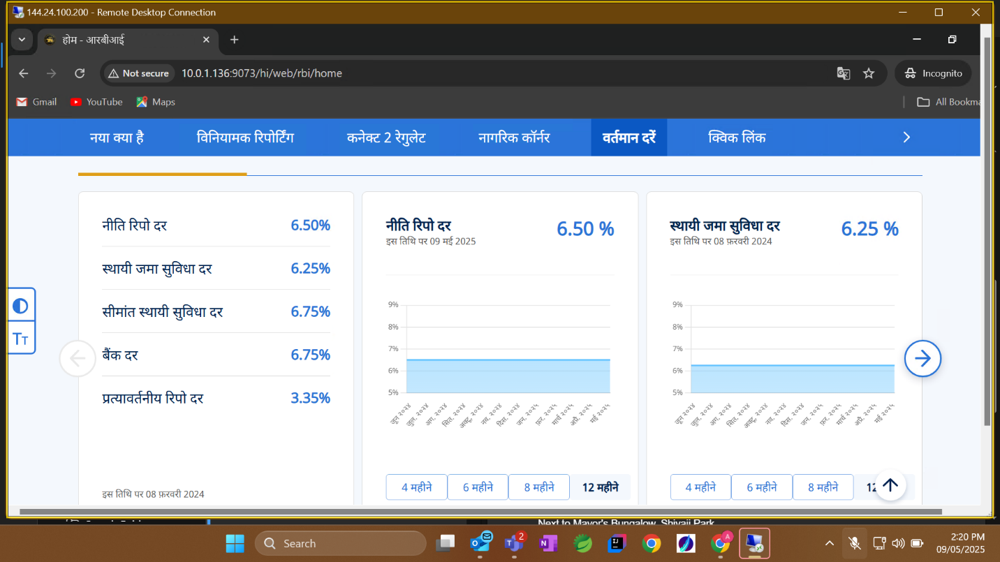 144.24.100.200 - Remote Desktop Connection
होम - आरबीआई
Not secure
10.0.1.136:9073/hi/web/rbi/home
Incognito
Gmail
YouTube
Maps
All Bookma
नया क्या है
विनियामक रिपोर्टिंग
कनेक्ट 2 रेगुलेट
नागरिक कॉर्नर
वर्तमान दरें
क्विक लिंक
नीति रिपो दर 6.50%
स्थायी जमा सुविधा दर 6.25%
सीमांत स्थायी सुविधा दर 6.75%
बैंक दर 6.75%
प्रत्यावर्तनीय रिपो दर 3.35%
इस तिथि पर 08 फ़रवरी 2024
नीति रिपो दर 6.50 %
इस तिथि पर 09 मई 2025
9%
8%
7%
6%
5%
जून २०२४ जुल. २०२४ अग. २०२४ सित. २०२४ अक्टू. २०२४ नव. २०२४ दिस. २०२४ जन. २०२५ फ़र. २०२५ मार्च २०२५ अप्रै. २०२५ मई २०२५
4 महीने 6 महीने 8 महीने 12 महीने
स्थायी जमा सुविधा दर 6.25 %
इस तिथि पर 08 फ़रवरी 2024
9%
8%
7%
6%
5%
जून २०२४ जुल. २०२४ अग. २०२४ सित. २०२४ अक्टू. २०२४ नव. २०२४ दिस. २०२४ जन. २०२५ फ़र. २०२५ मार्च २०२५ अप्रै. २०२५ मई २०२५
4 महीने 6 महीने 8 महीने 12
TT
Next to Mayor's Bungalow, Shivaji Park
Search
2
A
2:20 PM
09/05/2025